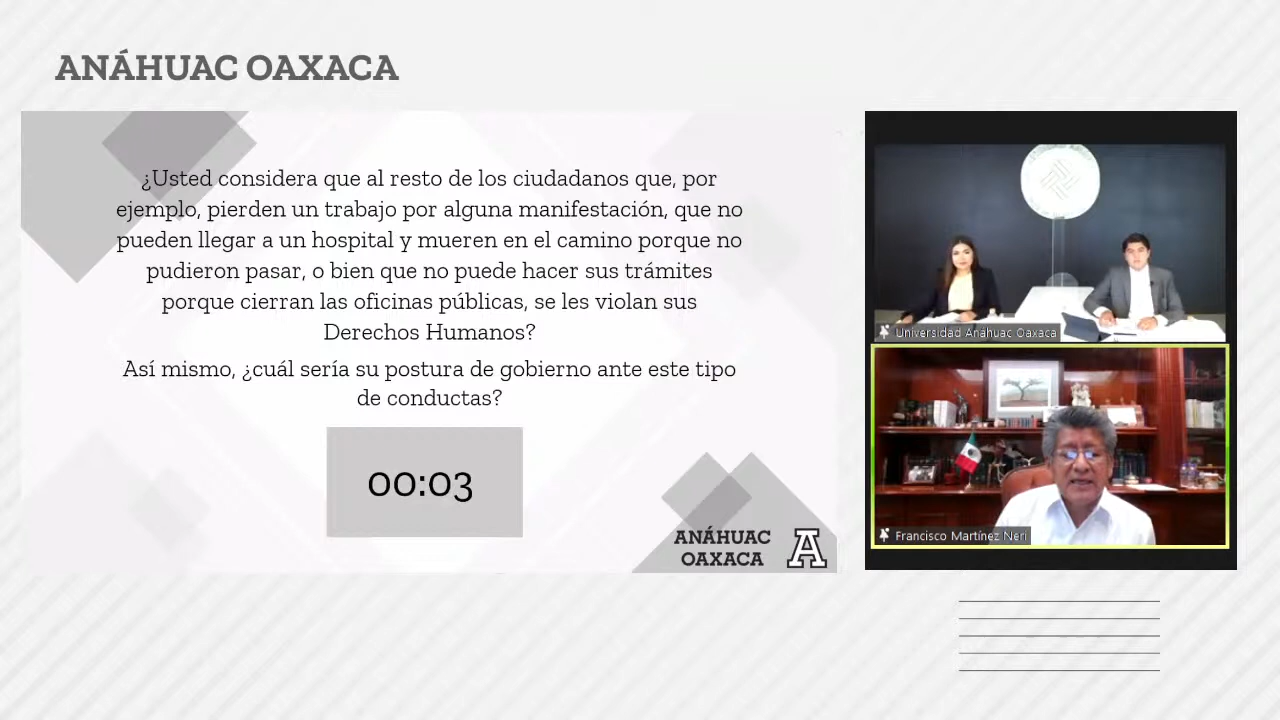 ANÁHUAC OAXACA
¿Usted considera que al resto de los ciudadanos que, por
ejemplo, pierden un trabajo por alguna manifestación, que no
pueden llegar a un hospital y mueren en el camino porque no
pudieron pasar, o bien que no puede hacer sus trámites
porque cierran las oficinas públicas, se les violan sus
Derechos Humanos?
Así mismo, ¿cuál sería su postura de gobierno ante este tipo
de conductas?
00:03
ANÁHUAC
OAXACA
A
Universidad Anáhuac Oaxaca
Francisco Martínez Neri